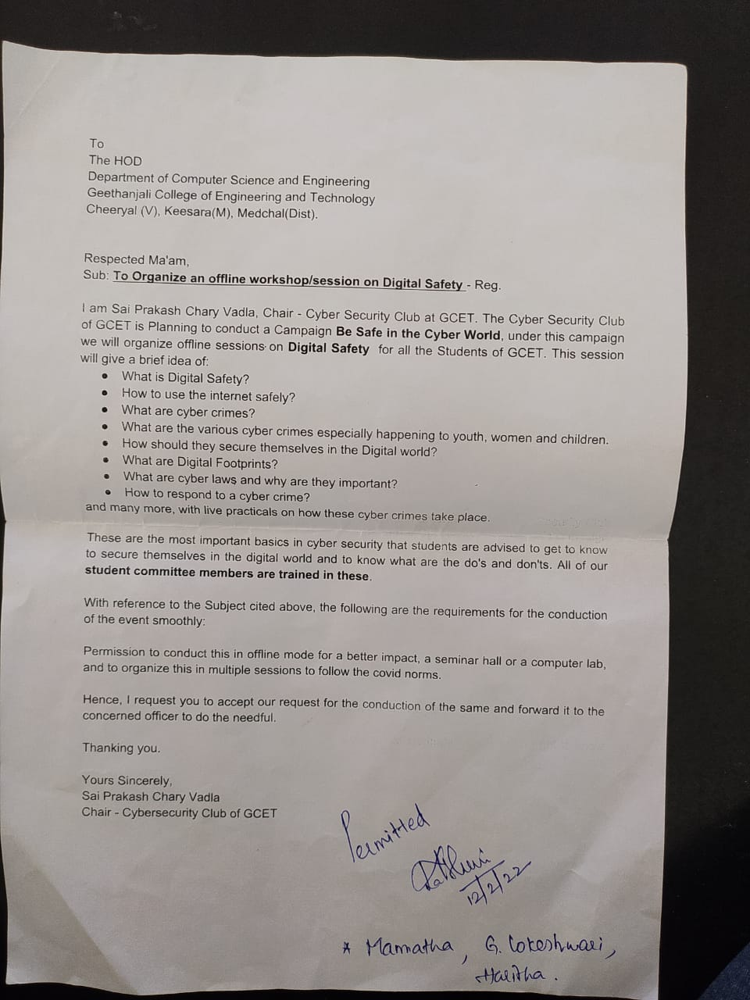 To
The HOD
Department of Computer Science and Engineering
Geethanjali College of Engineering and Technology
Cheeryal (V), Keesara(M), Medchal(Dist).
Respected Ma'am,
Sub: To Organize an offline workshop/session on Digital Safety - Reg.
I am Sai Prakash Chary Vadla, Chair - Cyber Security Club at GCET. The Cyber Security Club
of GCET is Planning to conduct a Campaign Be Safe in the Cyber World, under this campaign
we will organize offline sessions on Digital Safety for all the Students of GCET. This session
will give a brief idea of:
• What is Digital Safety?
• How to use the internet safely?
• What are cyber crimes?
• What are the various cyber crimes especially happening to youth, women and children.
• How should they secure themselves in the Digital world?
• What are Digital Footprints?
• What are cyber laws and why are they important?
• How to respond to a cyber crime?
and many more, with live practicals on how these cyber crimes take place.
These are the most important basics in cyber security that students are advised to get to know
to secure themselves in the digital world and to know what are the do's and don'ts. All of our
student committee members are trained in these.
With reference to the Subject cited above, the following are the requirements for the conduction
of the event smoothly:
Permission to conduct this in offline mode for a better impact, a seminar hall or a computer lab,
and to organize this in multiple sessions to follow the covid norms.
Hence, I request you to accept our request for the conduction of the same and forward it to the
concerned officer to do the needful.
Thanking you.
Yours Sincerely,
Sai Prakash Chary Vadla
Chair - Cybersecurity Club of GCET
Permitted
12/2/22
* Mamatha, G. Lokeshwari,
Haritha.